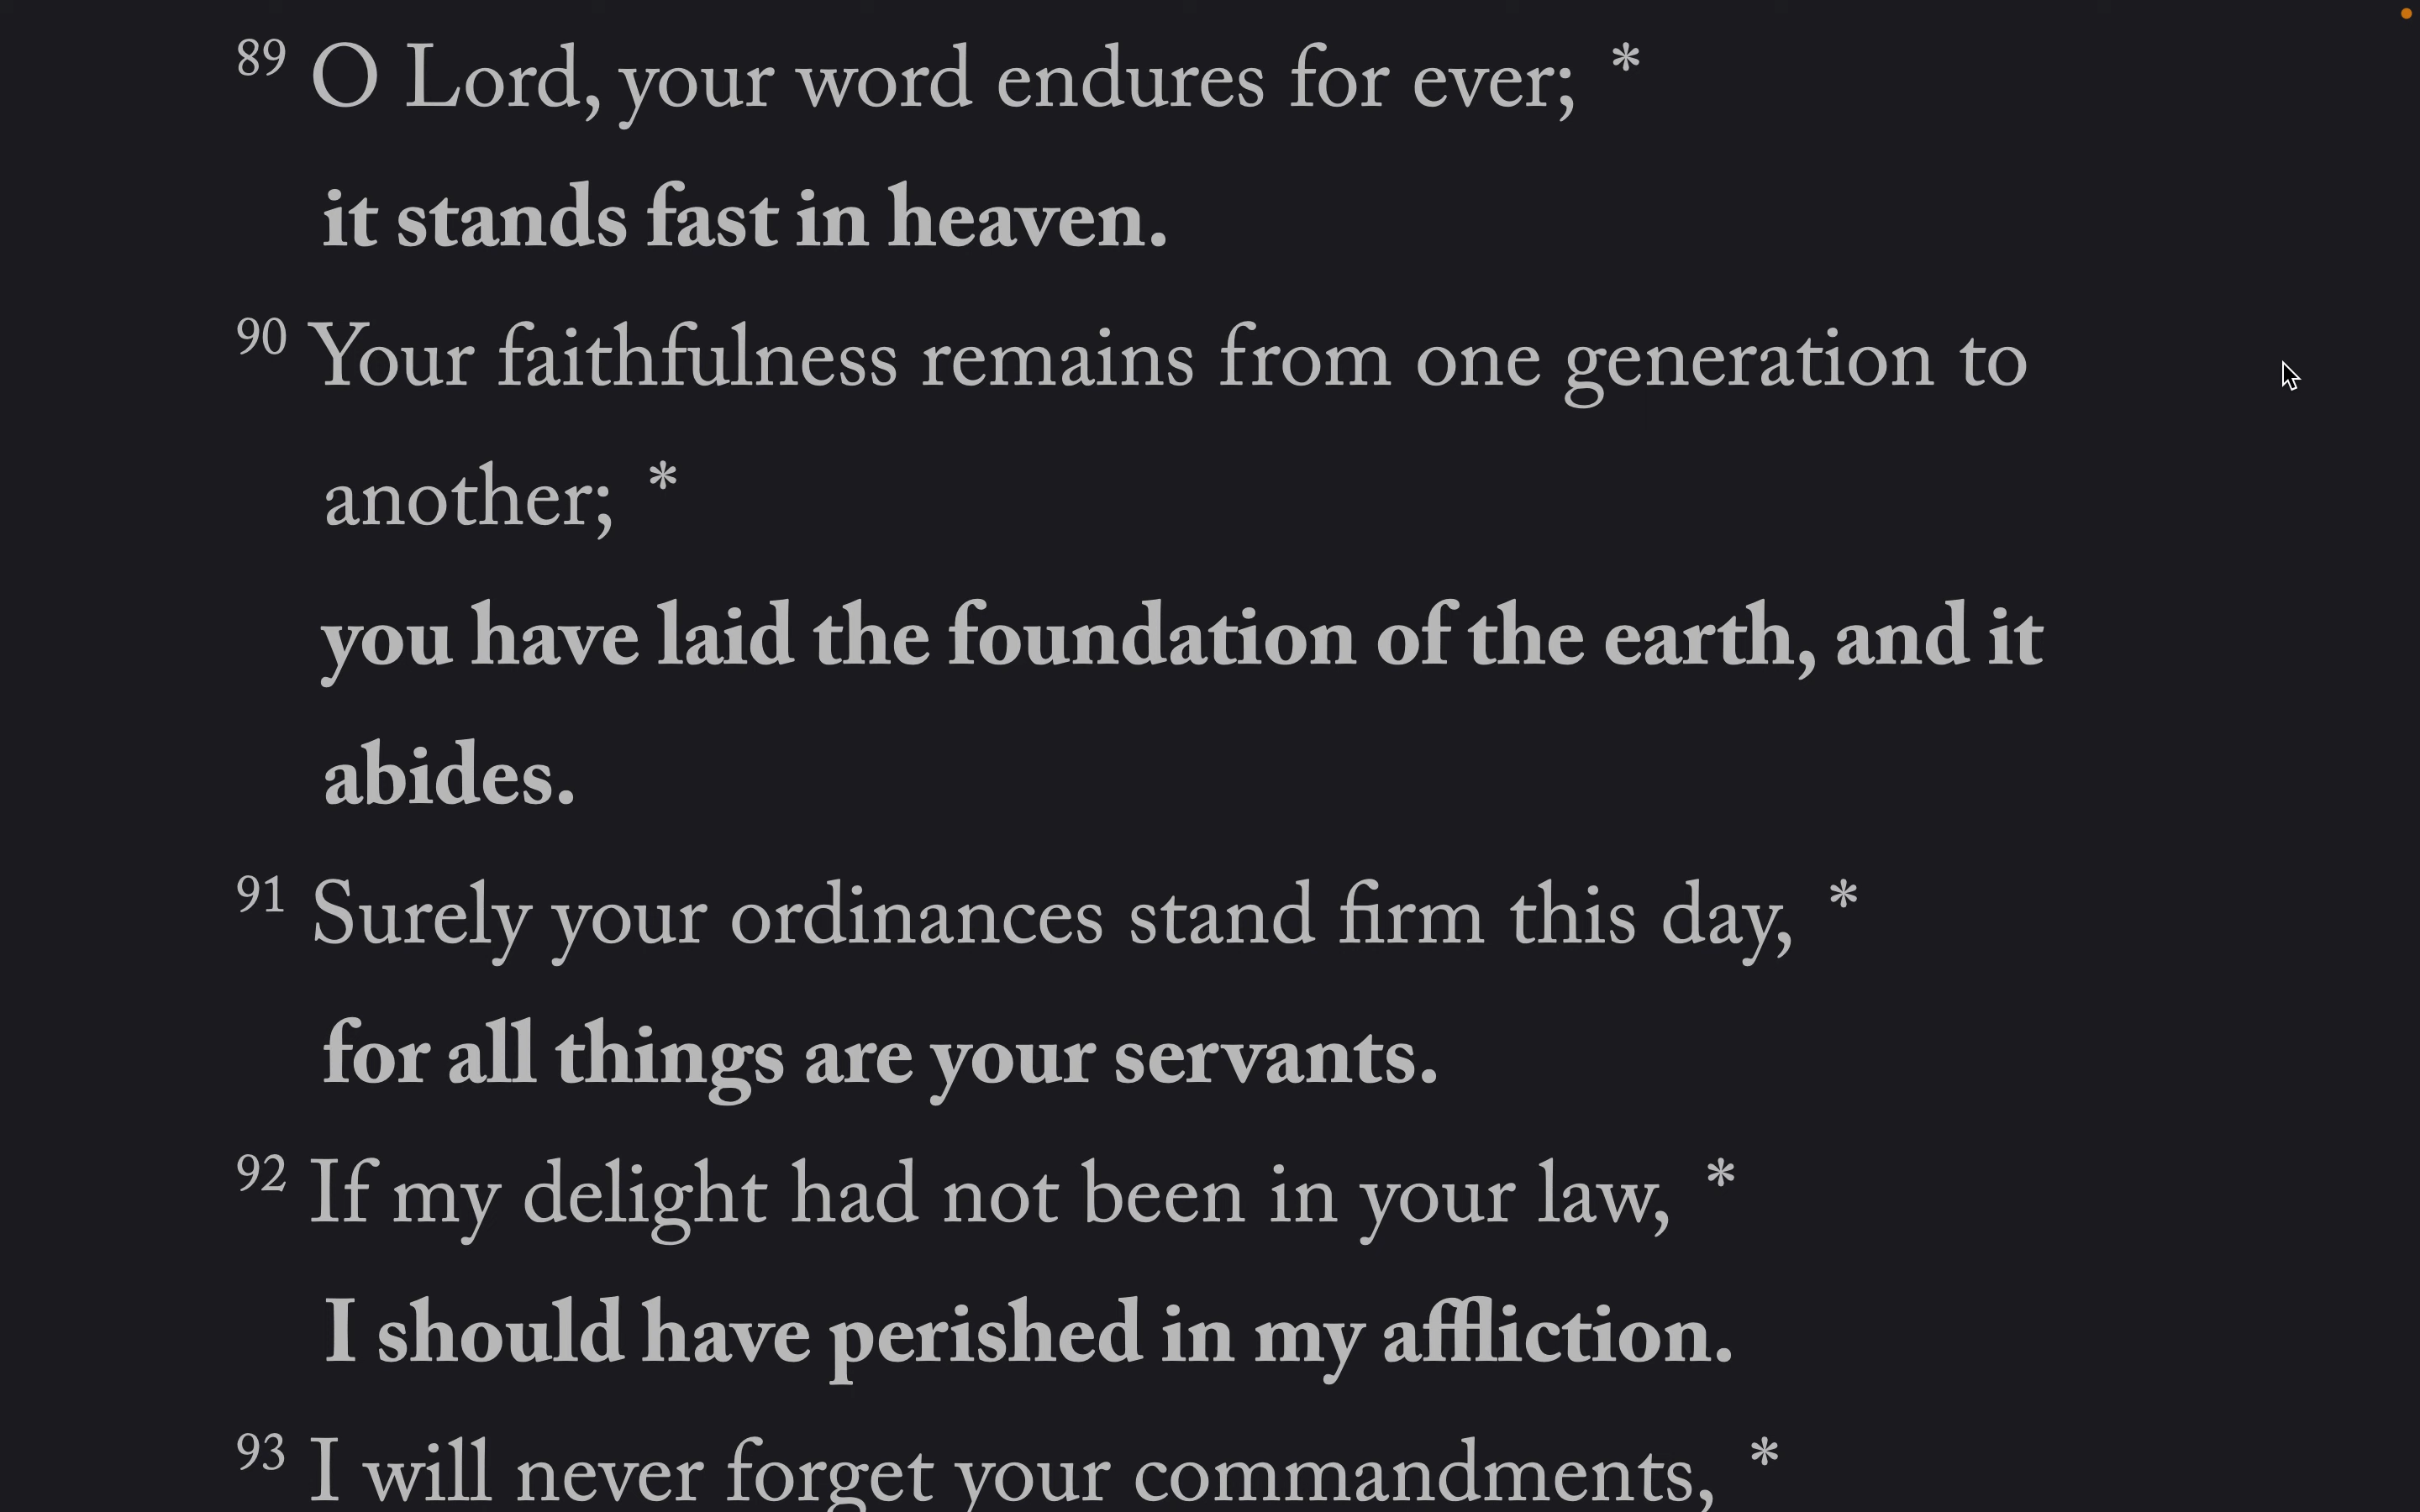 89 O Lord, your word endures for ever; *
it stands fast in heaven.
90 Your faithfulness remains from one generation to
another; *
you have laid the foundation of the earth, and it
abides.
91 Surely your ordinances stand firm this day, *
for all things are your servants.
92 If my delight had not been in your law, *
I should have perished in my affliction.
93 I will never forget your commandments, *